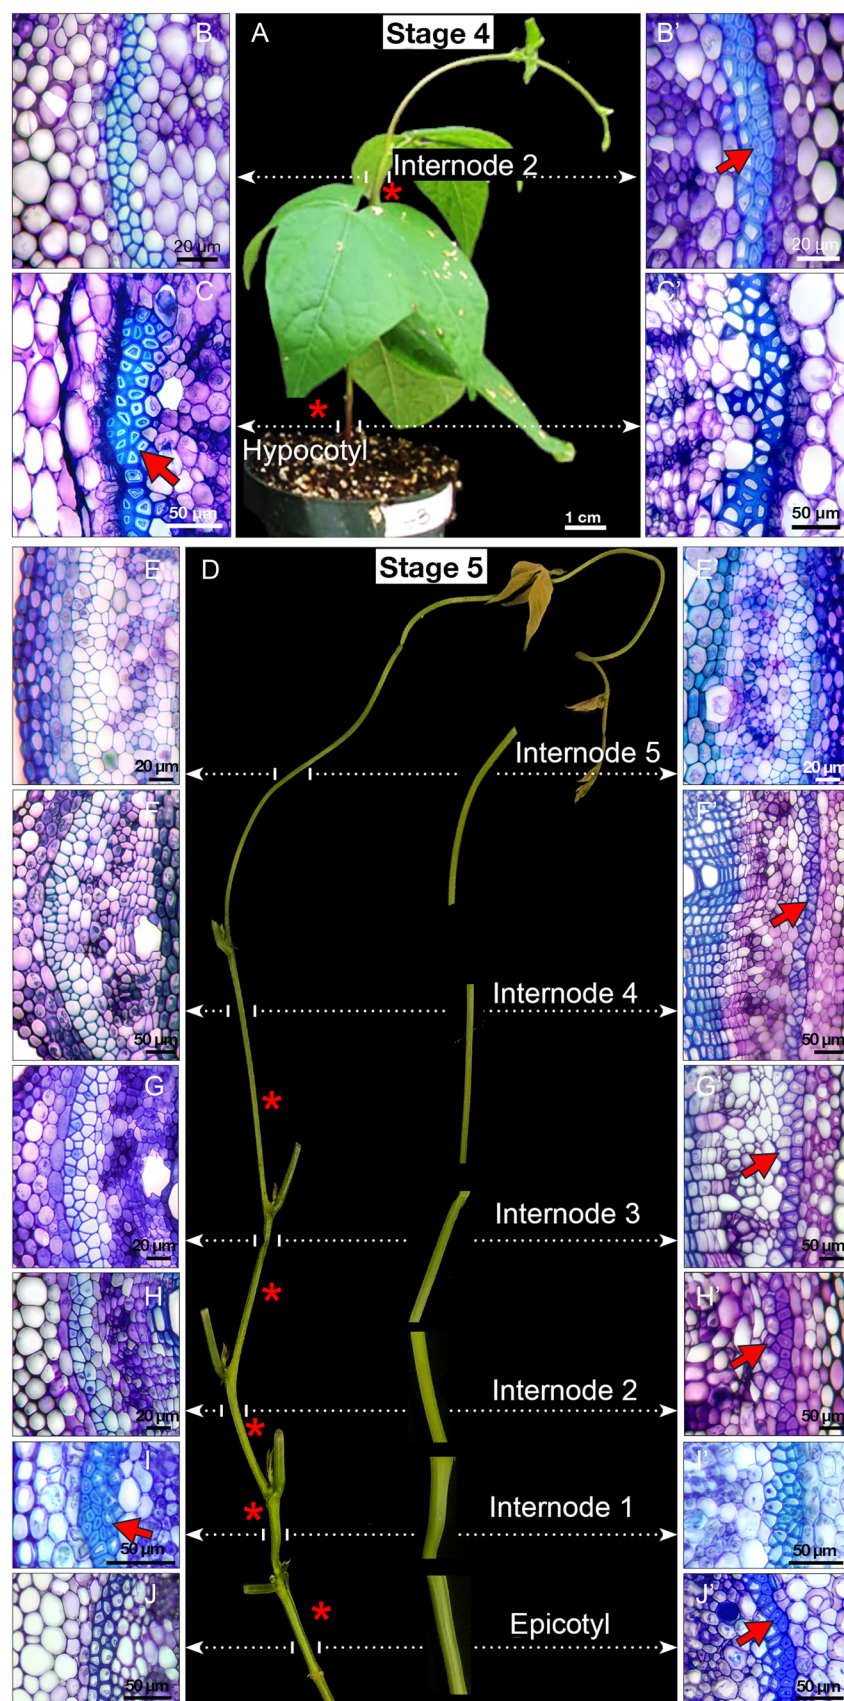 B
A
Stage 4
B'
Internode 2
*
20 µm
20 µm
C
C'
*
Hypocotyl
50 µm
1 cm
50 µm
E
D
Stage 5
E'
Internode 5
20 µm
20 µm
F
F'
Internode 4
50 µm
50 µm
G
*
G'
Internode 3
20 µm
50 µm
H
*
H'
Internode 2
20 µm
*
50 µm
I
I'
*
Internode 1
50 µm
50 µm
J
J'
*
Epicotyl
50 µm
50 µm